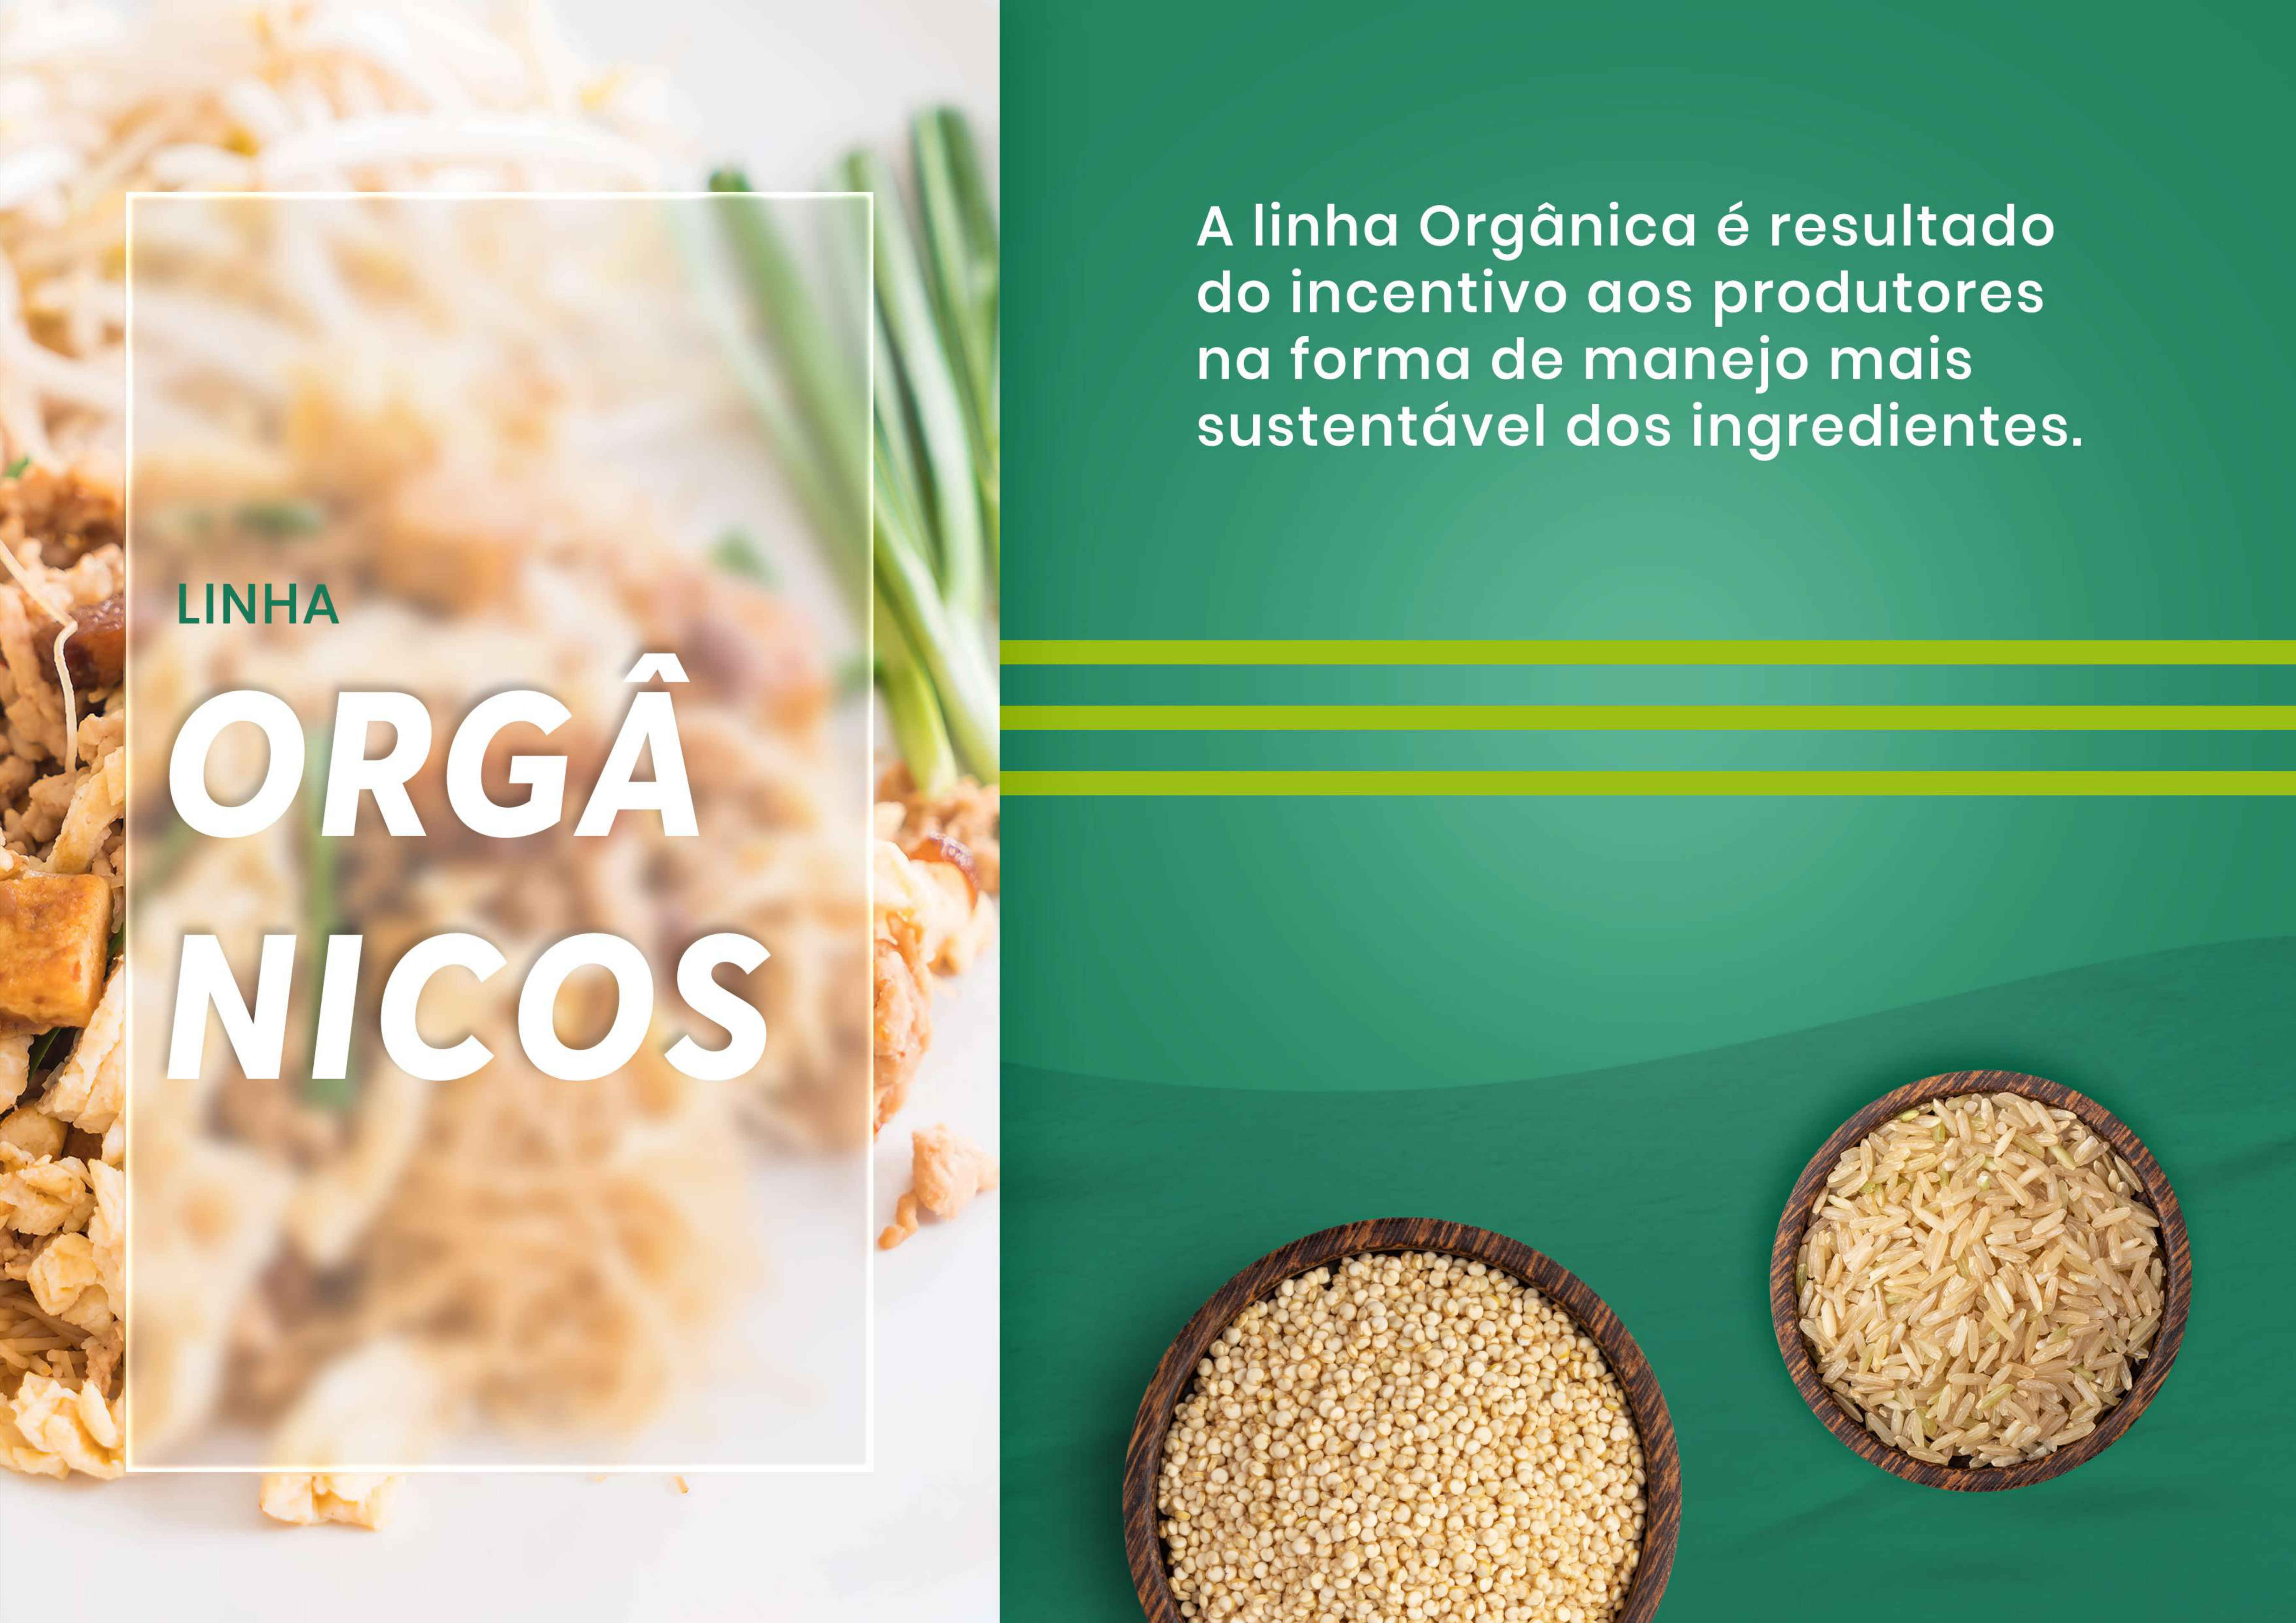 LINHA
ORGÂ
NICOS
A linha Orgânica é resultado
do incentivo aos produtores
na forma de manejo mais
sustentável dos ingredientes.